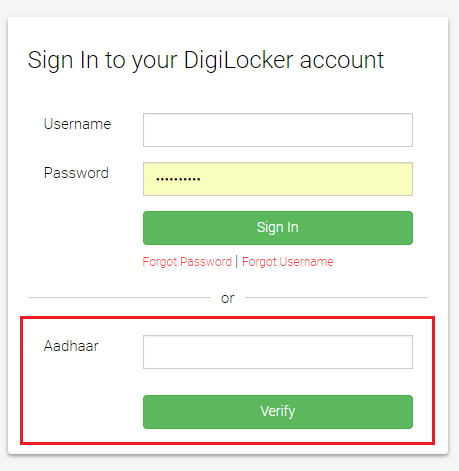 Sign In to your DigiLocker account
Username
Password ••••••••••
Sign In
Forgot Password | Forgot Username
or
Aadhaar
Verify